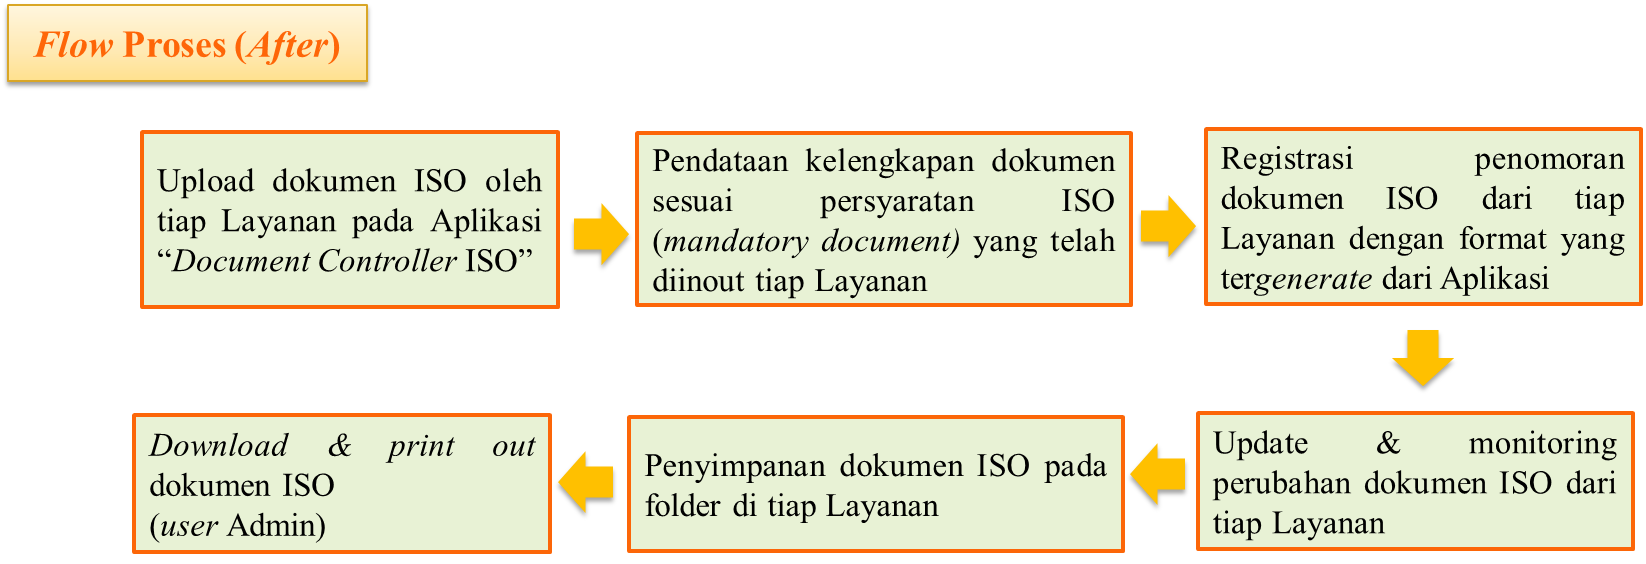 Flow Proses (After)
Upload dokumen ISO oleh
tiap Layanan pada Aplikasi
“Document Controller ISO”
Pendataan kelengkapan dokumen
sesuai persyaratan ISO
(mandatory document) yang telah
diinout tiap Layanan
Registrasi penomoran
dokumen ISO dari tiap
Layanan dengan format yang
tergenerate dari Aplikasi
Update & monitoring
perubahan dokumen ISO dari
tiap Layanan
Penyimpanan dokumen ISO pada
folder di tiap Layanan
Download & print out
dokumen ISO
(user Admin)